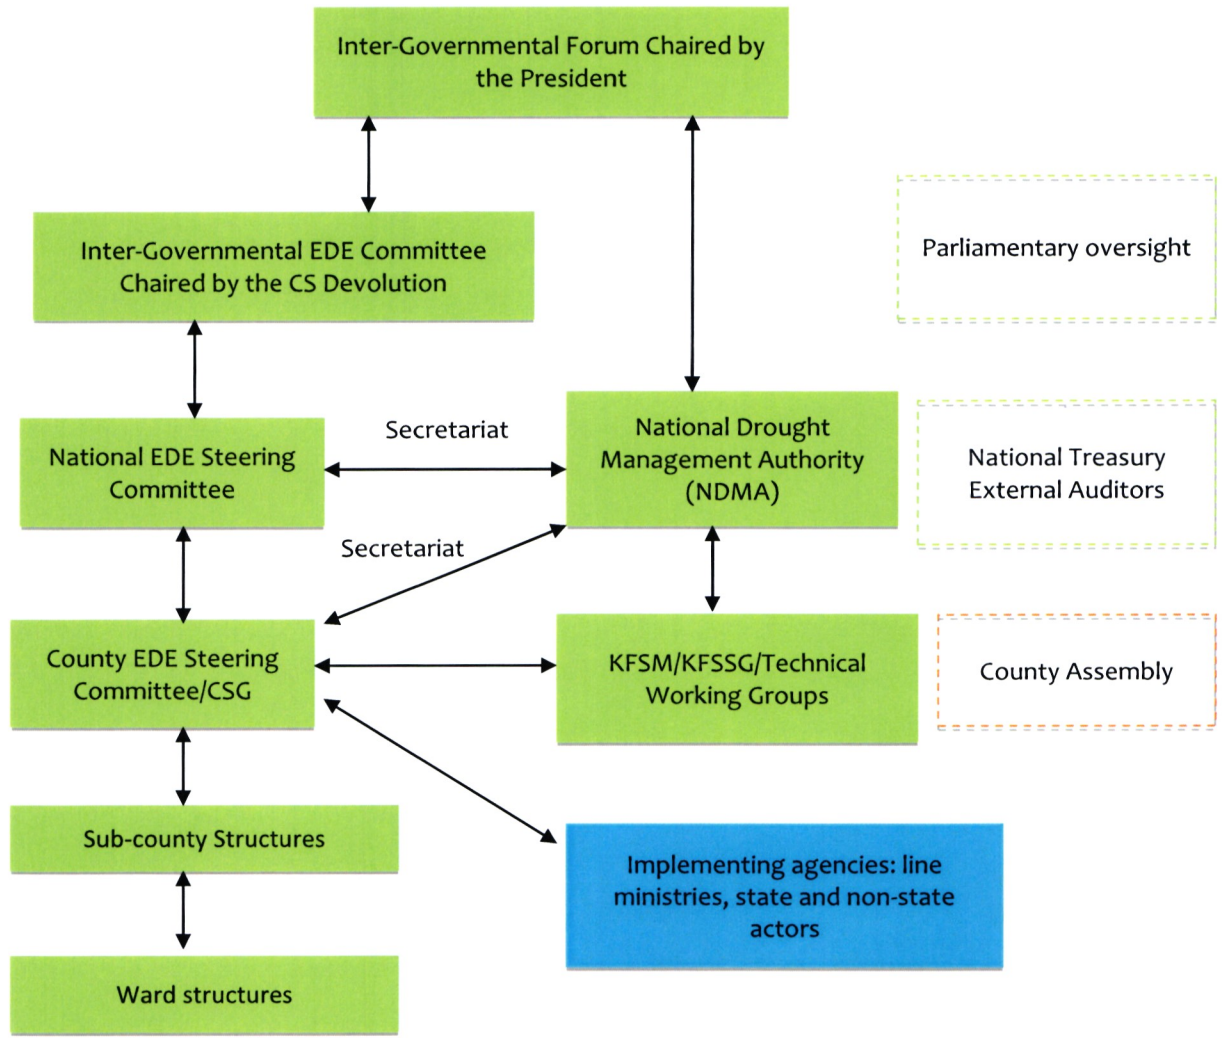 Inter-Governmental Forum Chaired by
the President
Inter-Governmental EDE Committee
Chaired by the CS Devolution
Parliamentary oversight
National EDE Steering
Committee
Secretariat
National Drought
Management Authority
(NDMA)
National Treasury
External Auditors
Secretariat
County EDE Steering
Committee/CSG
KFSM/KFSSG/Technical
Working Groups
County Assembly
Sub-county Structures
Implementing agencies: line
ministries, state and non-state
actors
Ward structures